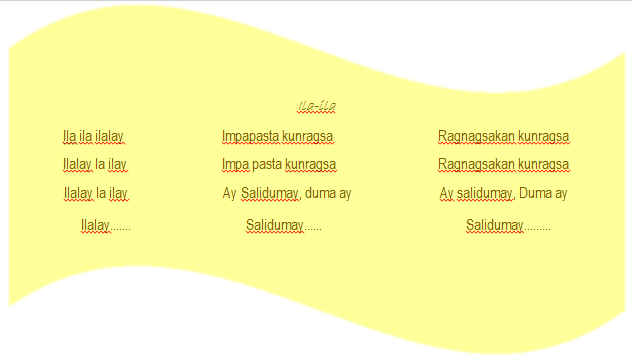 Ila-ila
Ila ila ilalay
Ilalay la ilay
Ilalay la ilay
Ilalay.......
Impapasta kunragsa
Impa pasta kunragsa
Ay Salidumay, duma ay
Salidumay......
Ragnagsakan kunragsa
Ragnagsakan kunragsa
Ay salidumay, Duma ay
Salidumay.........